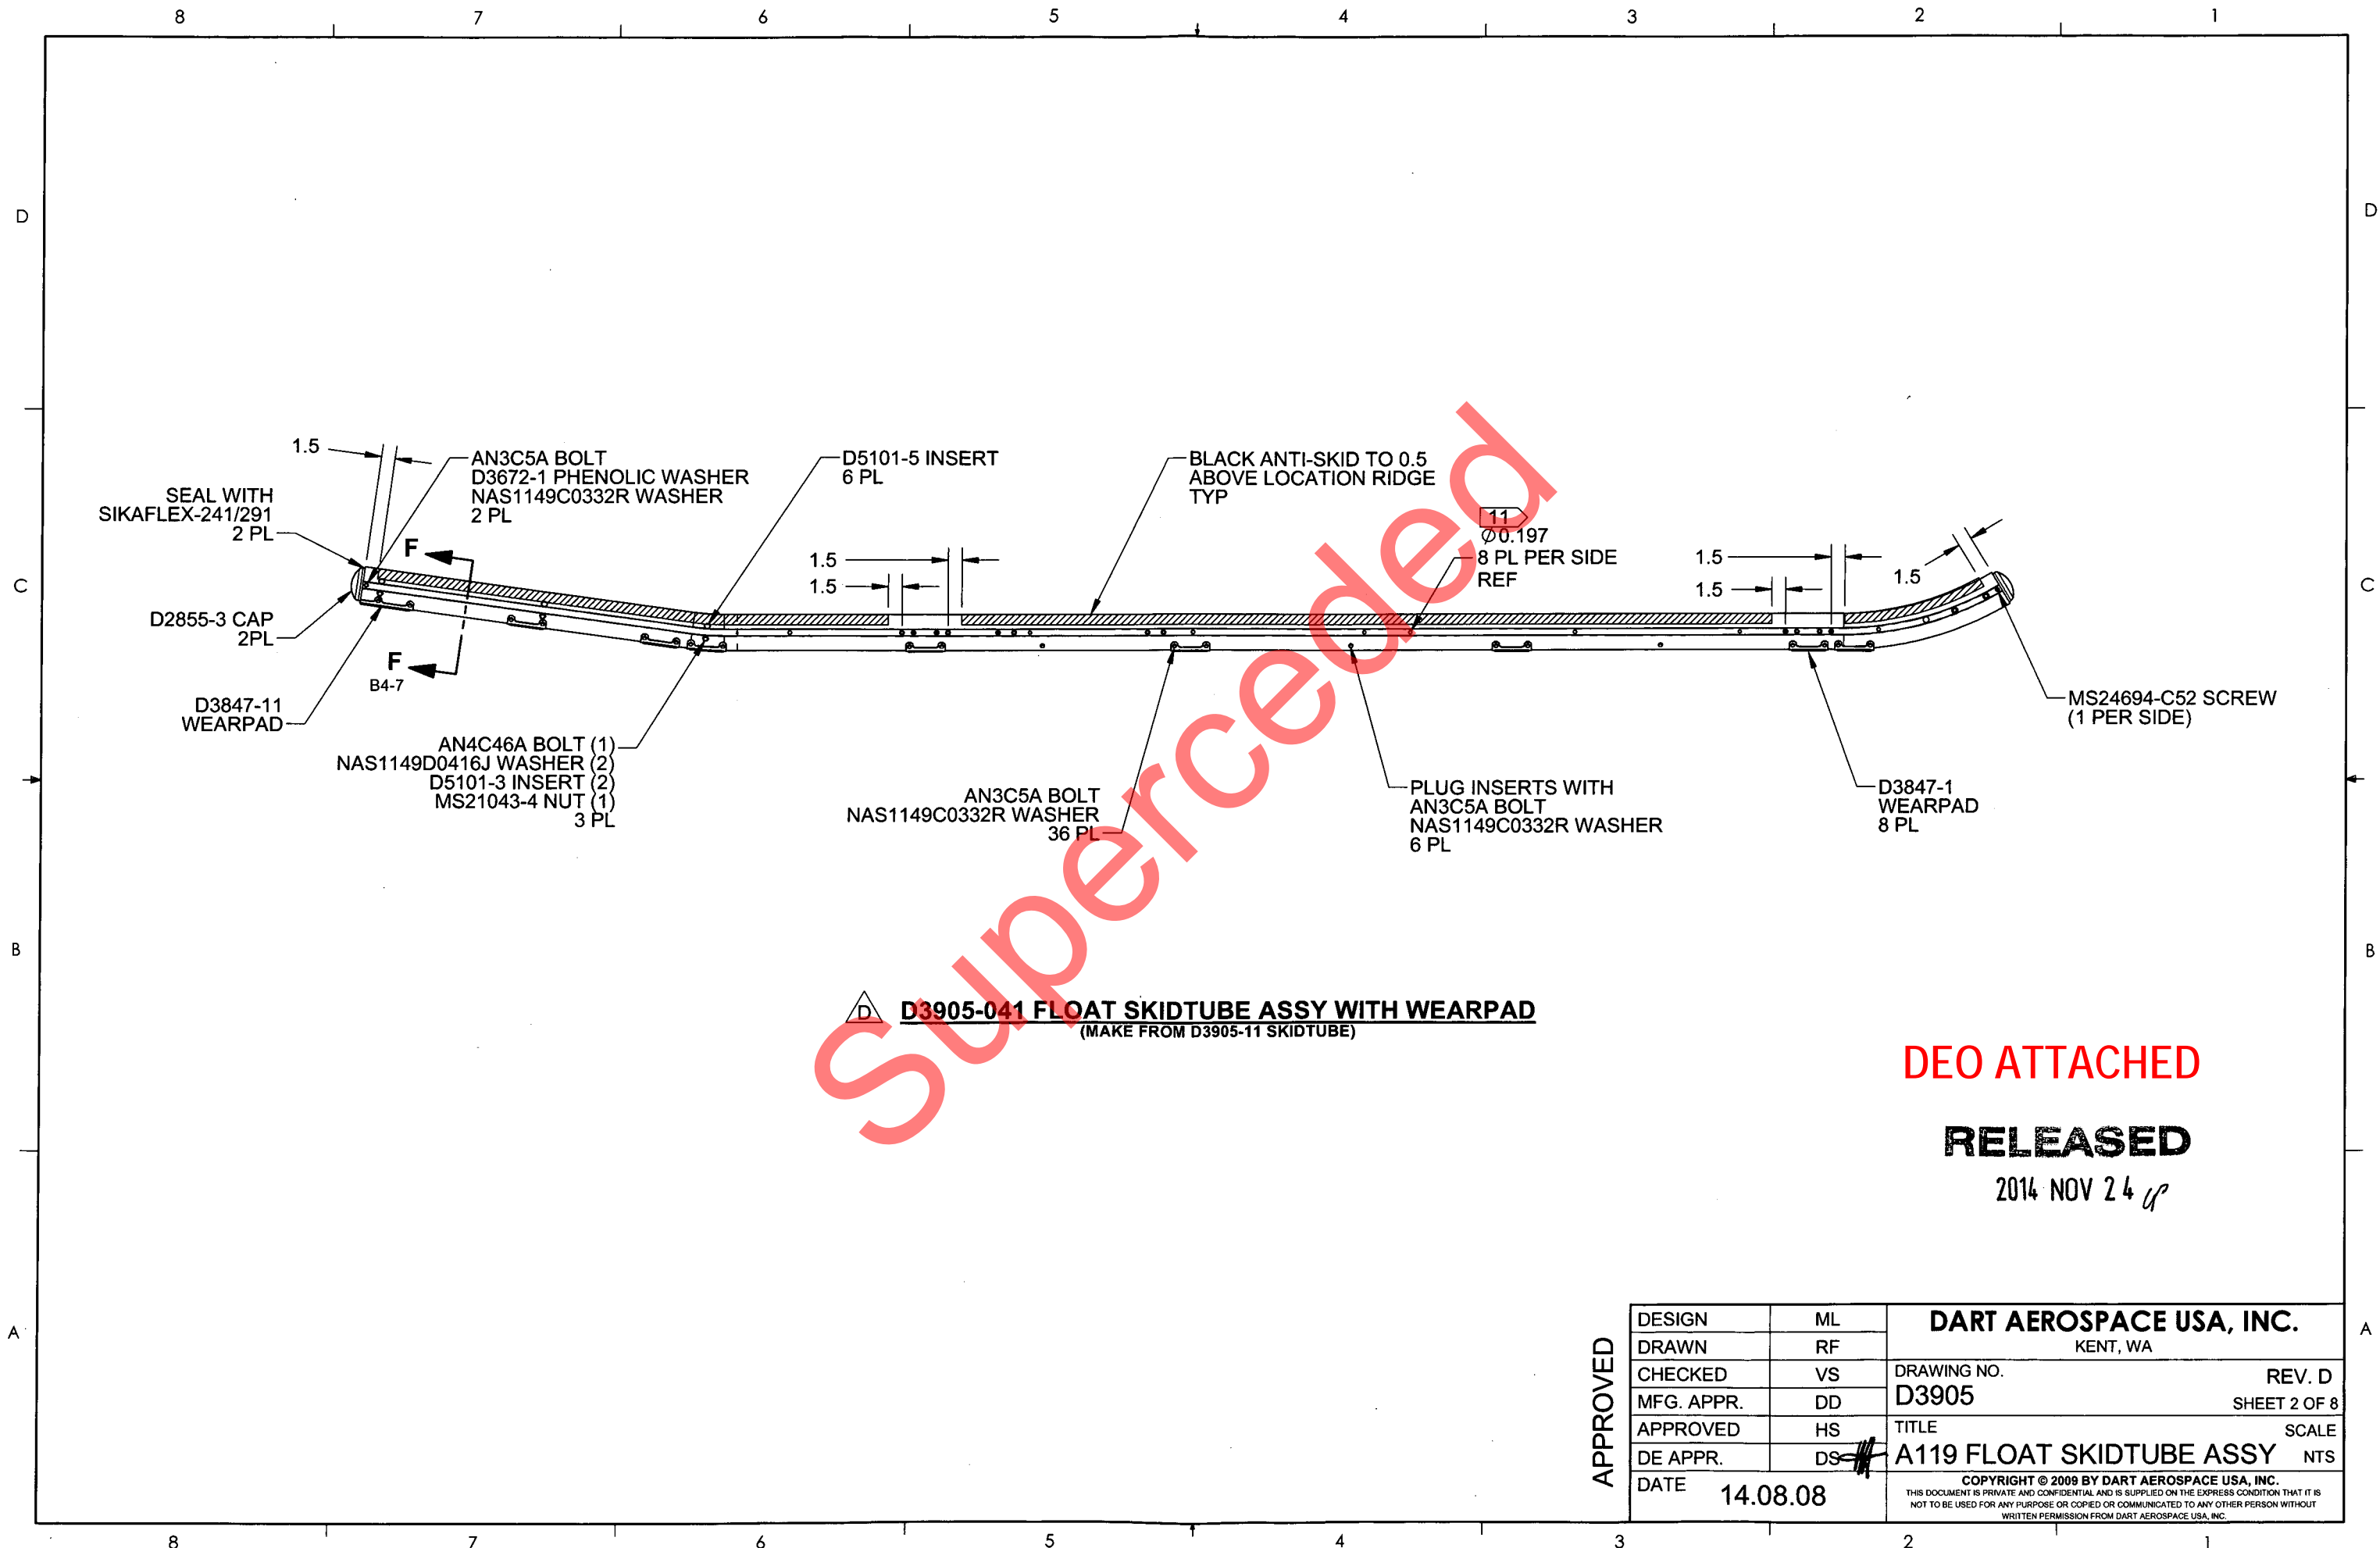 8 7 6 5 4 3 2 1
D D
1.5
AN3C5A BOLT
D3672-1 PHENOLIC WASHER
NAS1149C0332R WASHER
2 PL
D5101-5 INSERT
6 PL
BLACK ANTI-SKID TO 0.5
ABOVE LOCATION RIDGE
TYP
SEAL WITH
SIKAFLEX-241/291
2 PL
11
Ø0.197
8 PL PER SIDE
REF
F
1.5
1.5
1.5
1.5
1.5
C C
D2855-3 CAP
2PL
F
B4-7
D3847-11
WEARPAD
MS24694-C52 SCREW
(1 PER SIDE)
AN4C46A BOLT (1)
NAS1149D0416J WASHER (2)
D5101-3 INSERT (2)
MS21043-4 NUT (1)
3 PL
AN3C5A BOLT
NAS1149C0332R WASHER
36 PL
PLUG INSERTS WITH
AN3C5A BOLT
NAS1149C0332R WASHER
6 PL
D3847-1
WEARPAD
8 PL
Superceded
B B
D D3905-041 FLOAT SKIDTUBE ASSY WITH WEARPAD
(MAKE FROM D3905-11 SKIDTUBE)
DEO ATTACHED
RELEASED
2014 NOV 24
A A
APPROVED
DESIGN ML
DRAWN RF
CHECKED VS
MFG. APPR. DD
APPROVED HS
DE APPR. DS
DATE 14.08.08
DART AEROSPACE USA, INC.
KENT, WA
DRAWING NO. REV. D
D3905 SHEET 2 OF 8
TITLE SCALE
A119 FLOAT SKIDTUBE ASSY NTS
COPYRIGHT © 2009 BY DART AEROSPACE USA, INC.
THIS DOCUMENT IS PRIVATE AND CONFIDENTIAL AND IS SUPPLIED ON THE EXPRESS CONDITION THAT IT IS
NOT TO BE USED FOR ANY PURPOSE OR COPIED OR COMMUNICATED TO ANY OTHER PERSON WITHOUT
WRITTEN PERMISSION FROM DART AEROSPACE USA, INC.
8 7 6 5 4 3 2 1